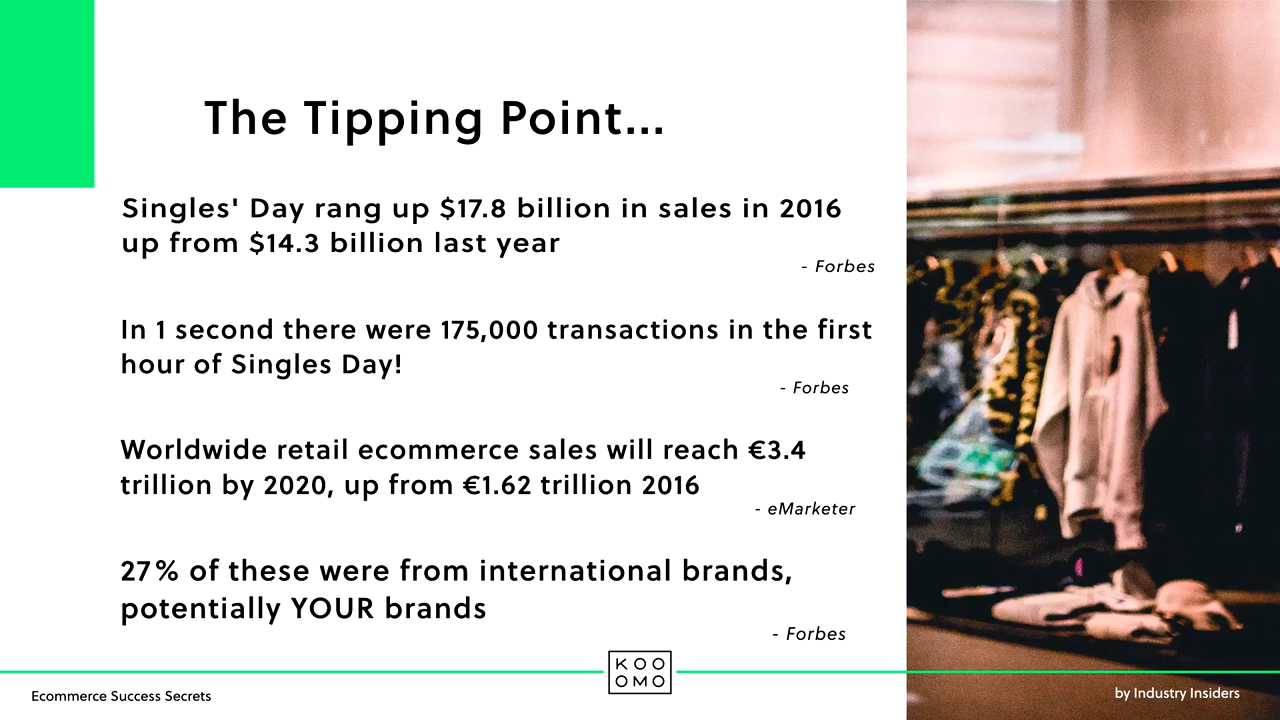 The Tipping Point...
Singles' Day rang up $17.8 billion in sales in 2016
up from $14.3 billion last year
- Forbes
In 1 second there were 175,000 transactions in the first
hour of Singles Day!
- Forbes
Worldwide retail ecommerce sales will reach €3.4
trillion by 2020, up from €1.62 trillion 2016
- eMarketer
27% of these were from international brands,
potentially YOUR brands
- Forbes
KOO
OMO
Ecommerce Success Secrets
by Industry Insiders